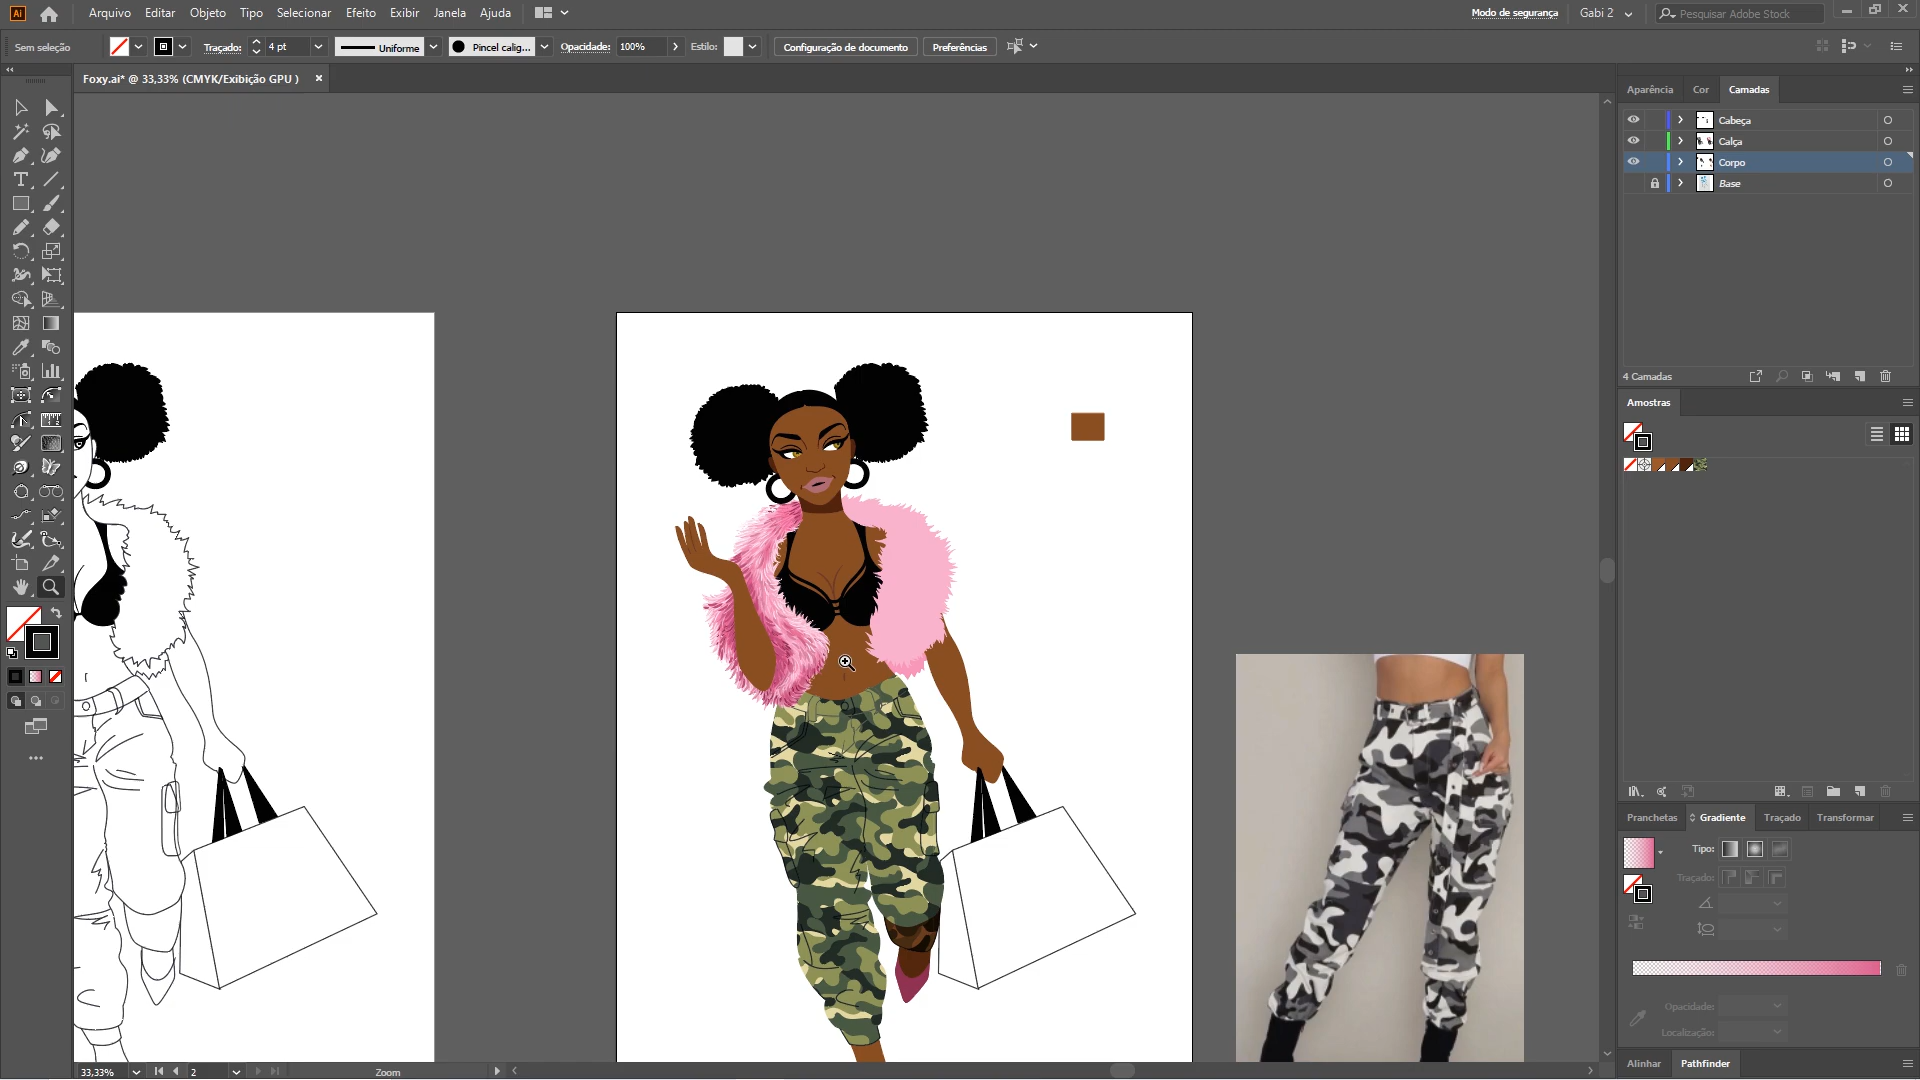 Ai Arquivo Editar Objeto Tipo Selecionar Efeito Exibir Janela Ajuda Modo de segurança Gabi 2 Pesquisar Adobe Stock
Sem seleção Traçado: 4 pt Uniforme Pincel calig... Opacidade: 100% Estilo: Configuração de documento Preferências
Foxy.ai* @ 33,33% (CMYK/Exibição GPU ) ×
Aparência Cor Camadas
Cabeça
Calça
Corpo
Base
4 Camadas
Amostras
Pranchetas Gradiente Traçado Transformar
Tipo:
Traçado:
Opacidade:
Localização:
Alinhar Pathfinder
33,33% 2 Zoom